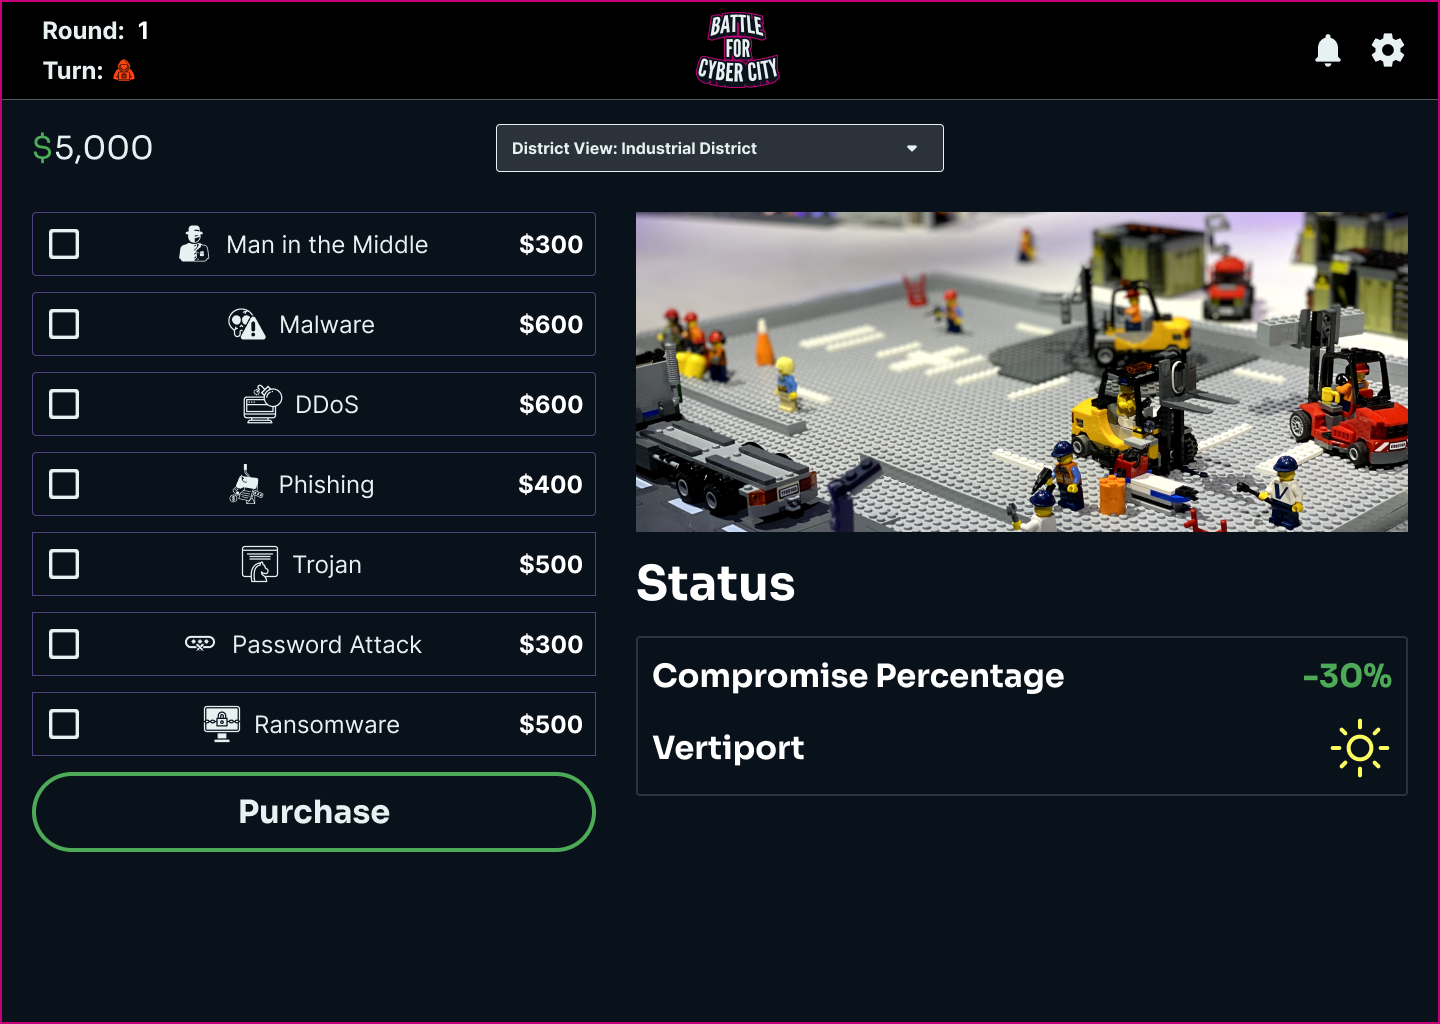 Round: 1
Turn:
BATTLE
FOR
CYBER CITY
$5,000
District View: Industrial District
Man in the Middle $300
Malware $600
DDoS $600
Phishing $400
Trojan $500
Password Attack $300
Ransomware $500
Purchase
Status
Compromise Percentage -30%
Vertiport